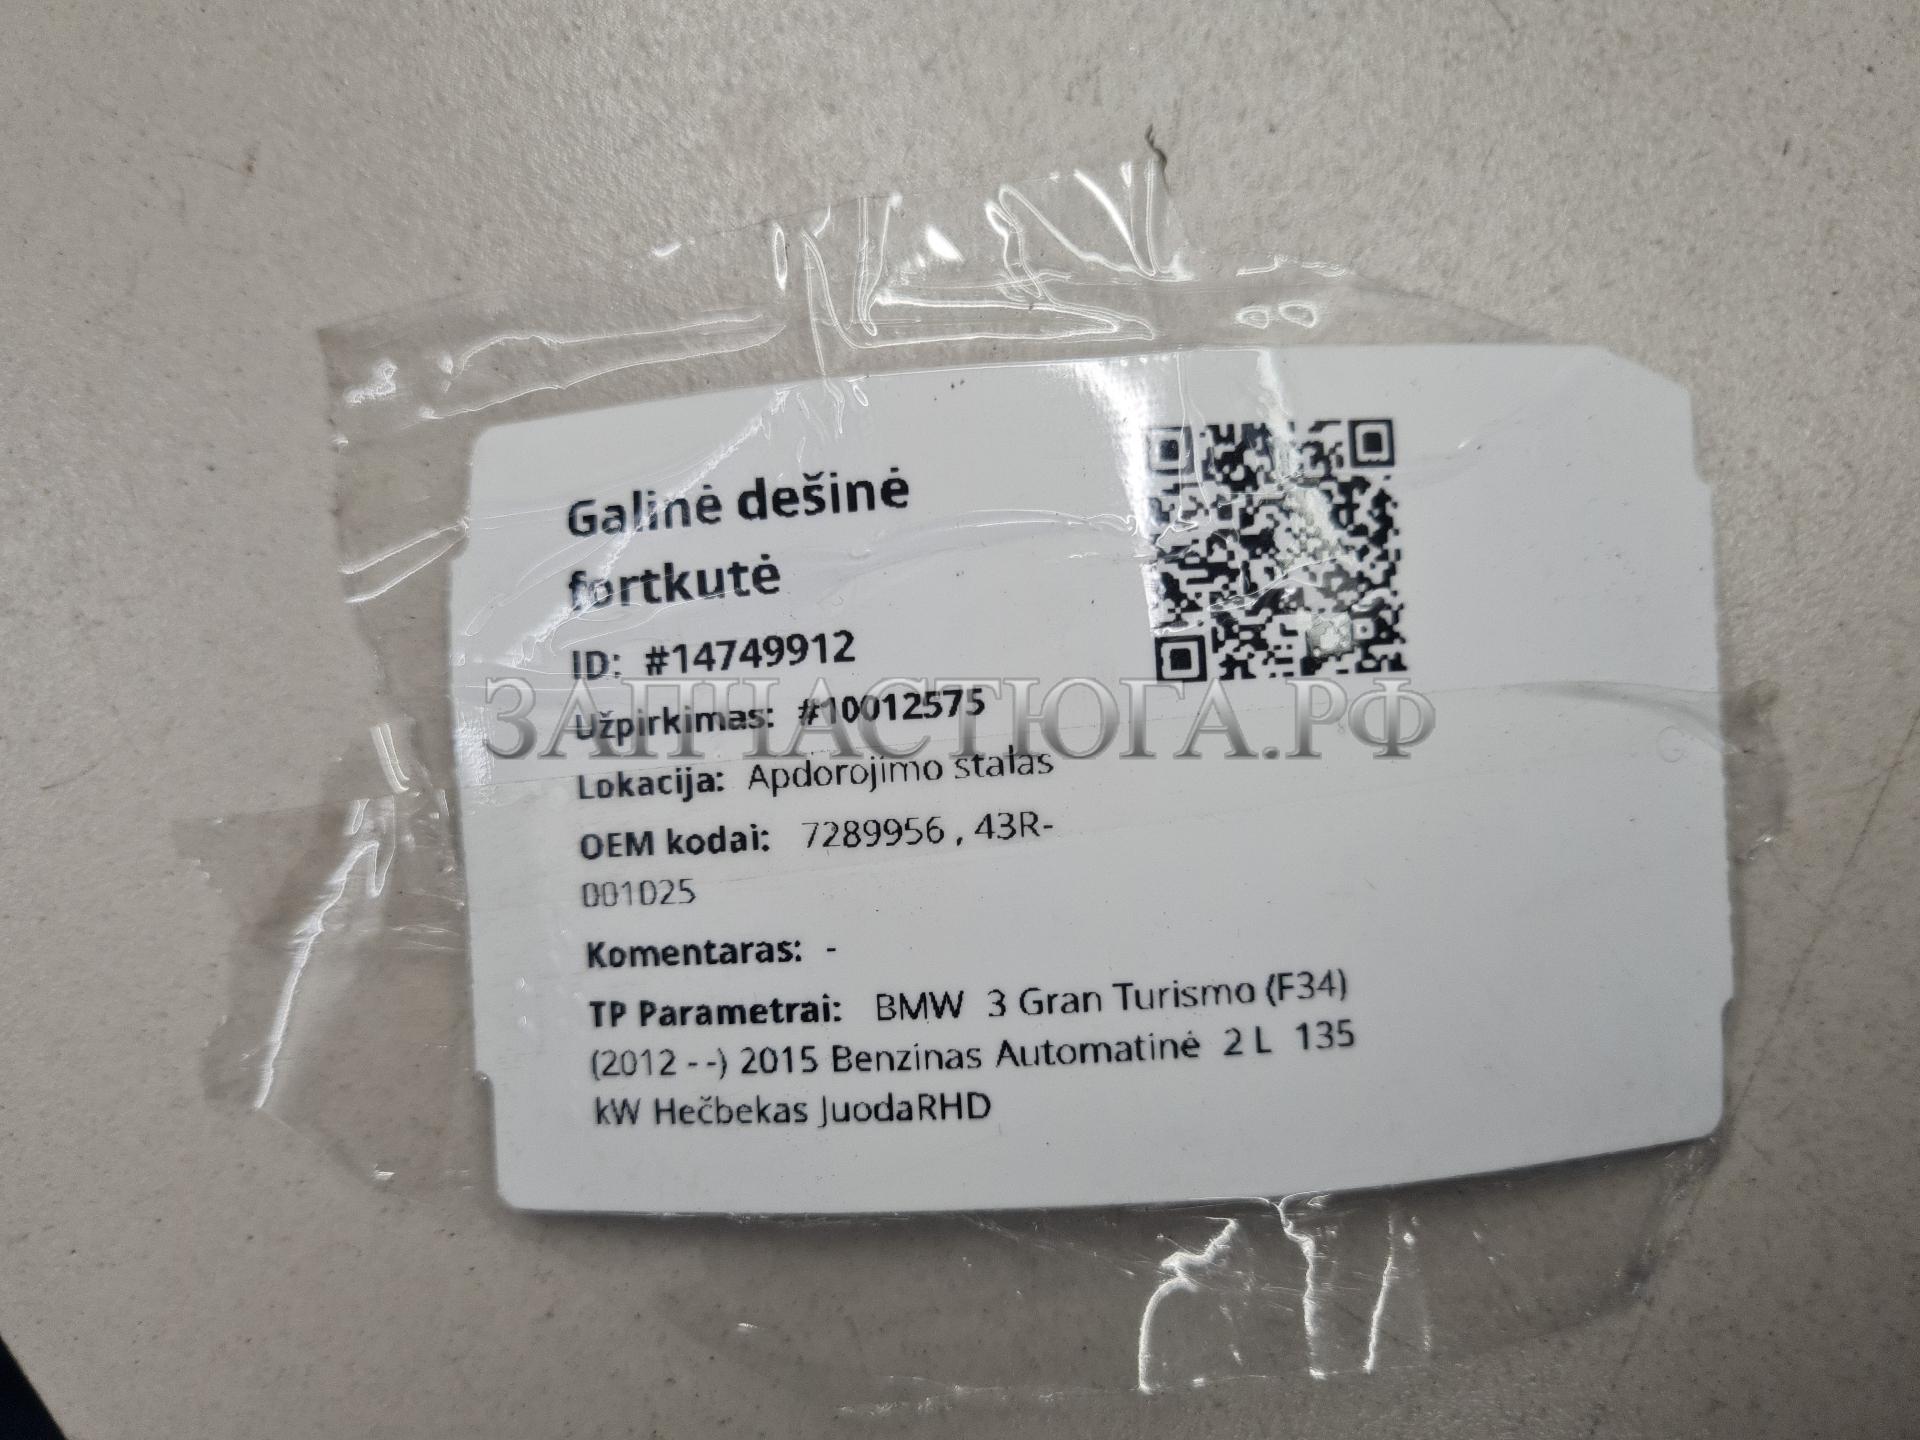 Galinė dešinė
fortkutė
ID: #14749912
Užpirkimas: #10012575
ЗАПЧАСТЮГА.РФ
Lokacija: Apdorojimo stalas
OEM kodai: 7289956 , 43R-
001025
Komentaras: -
TP Parametrai: BMW 3 Gran Turismo (F34)
(2012 - -) 2015 Benzinas Automatinė 2 L 135
kW Hečbekas JuodaRHD